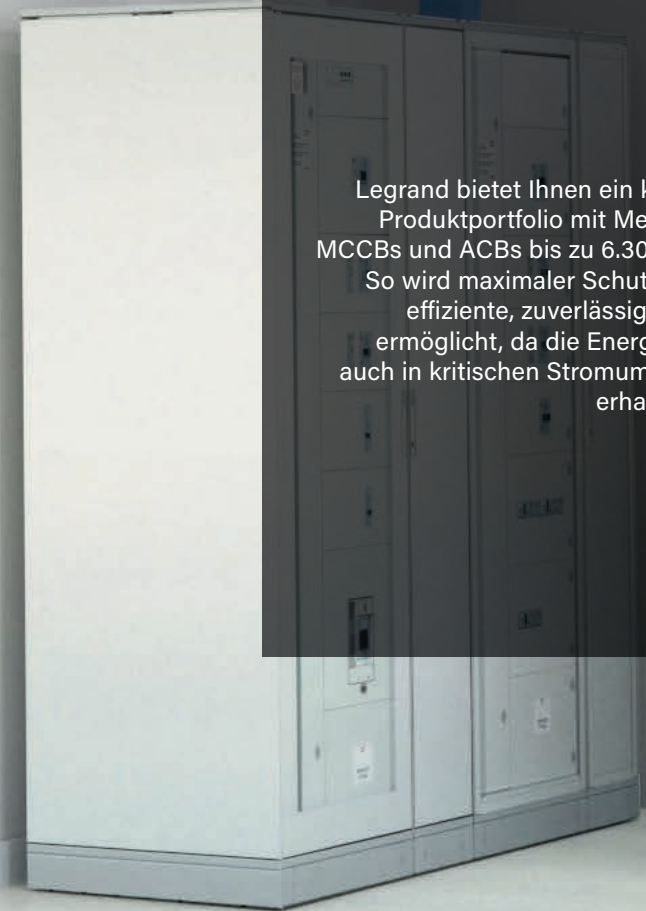 Legrand bietet Ihnen ein k
Produktportfolio mit Me
MCCBs und ACBs bis zu 6.30
So wird maximaler Schut
effiziente, zuverlässig
ermöglicht, da die Energ
auch in kritischen Stromum
erha